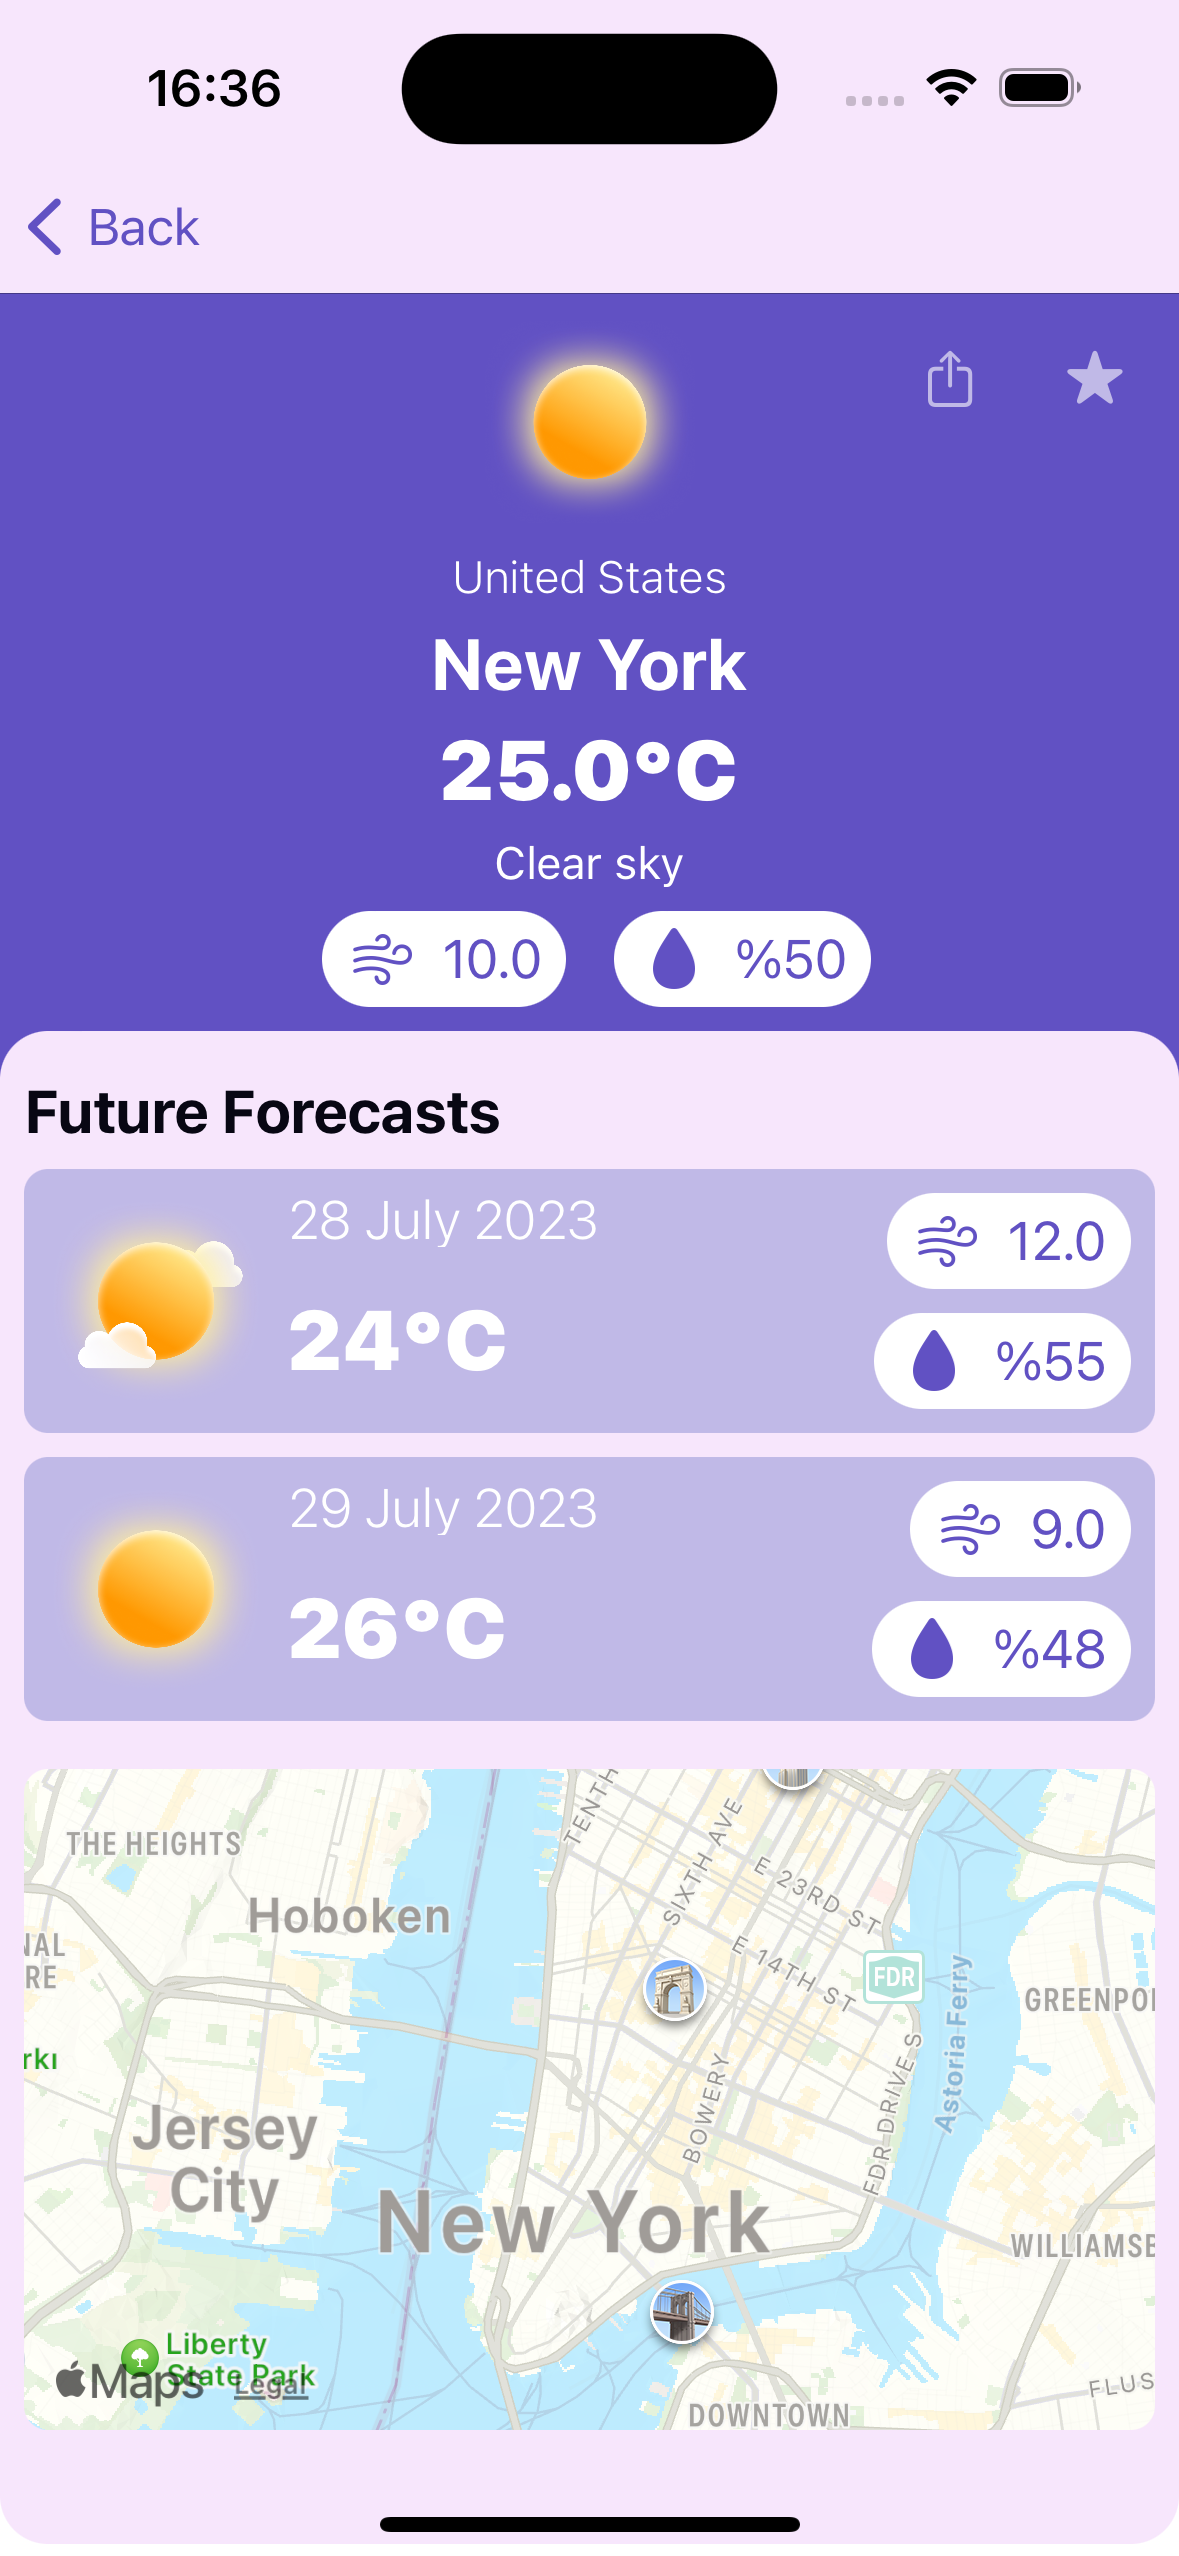 16:36
Back
United States
New York
25.0°C
Clear sky
10.0
%50
Future Forecasts
28 July 2023
24°C
12.0
%55
29 July 2023
26°C
9.0
%48
TENTH
SIXTH AVE
THE HEIGHTS
E 23RD ST
Hoboken
E 14TH ST
NAL
RE
FDR
Astoria Ferry
GREENPOI
rkı
BOWERY
FDR DRIVE S
Jersey
City
New York
WILLIAMSB
Liberty
State Park
Maps
Legal
FLUS
DOWNTOWN